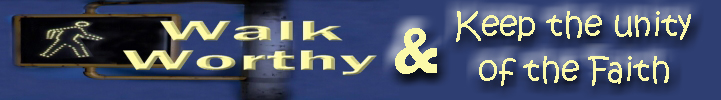 Walk
Worthy
&
Keep the unity
of the Faith